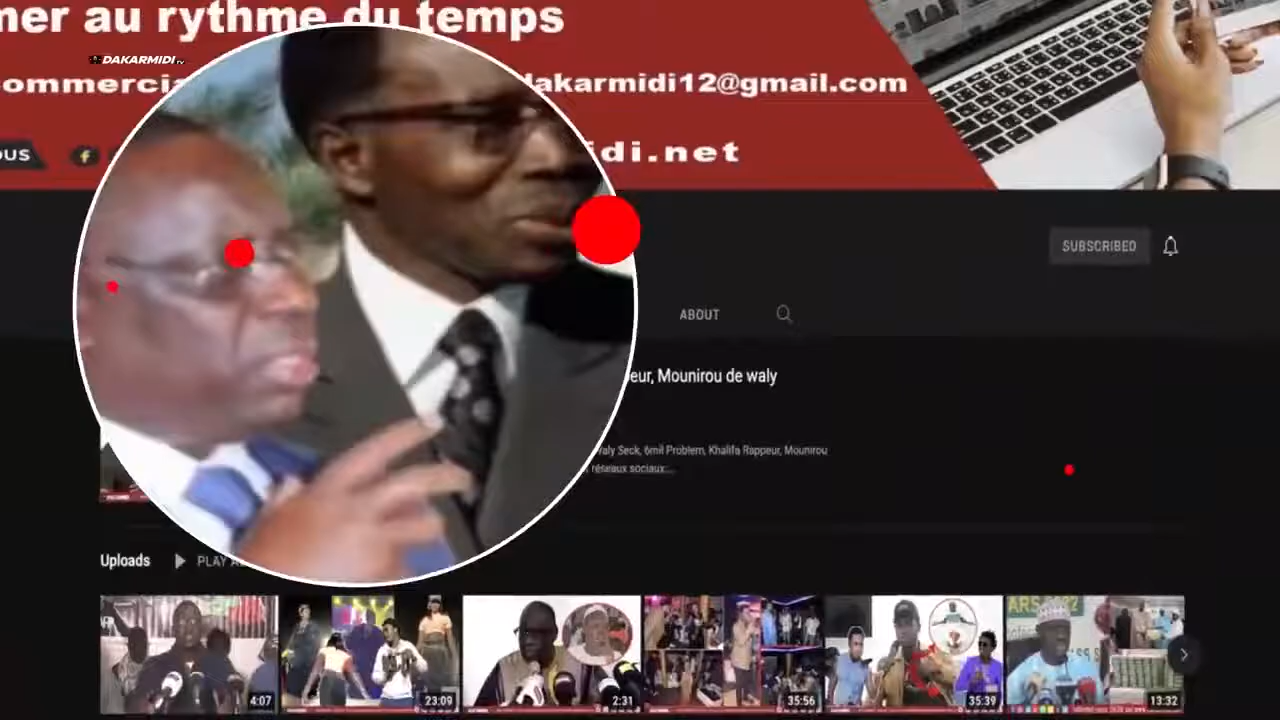 mer au rythme du temps
DAKARMIDI TV
commercia
dakarmidi12@gmail.com
OUS
idi.net
SUBSCRIBED
ABOUT
eur, Mounirou de waly
Waly Seck, 6mil Problem, Khalifa Rappeur, Mounirou
réseaux sociaux:...
Uploads
PLAY A
4:07
23:09
2:31
35:56
35:39
13:32